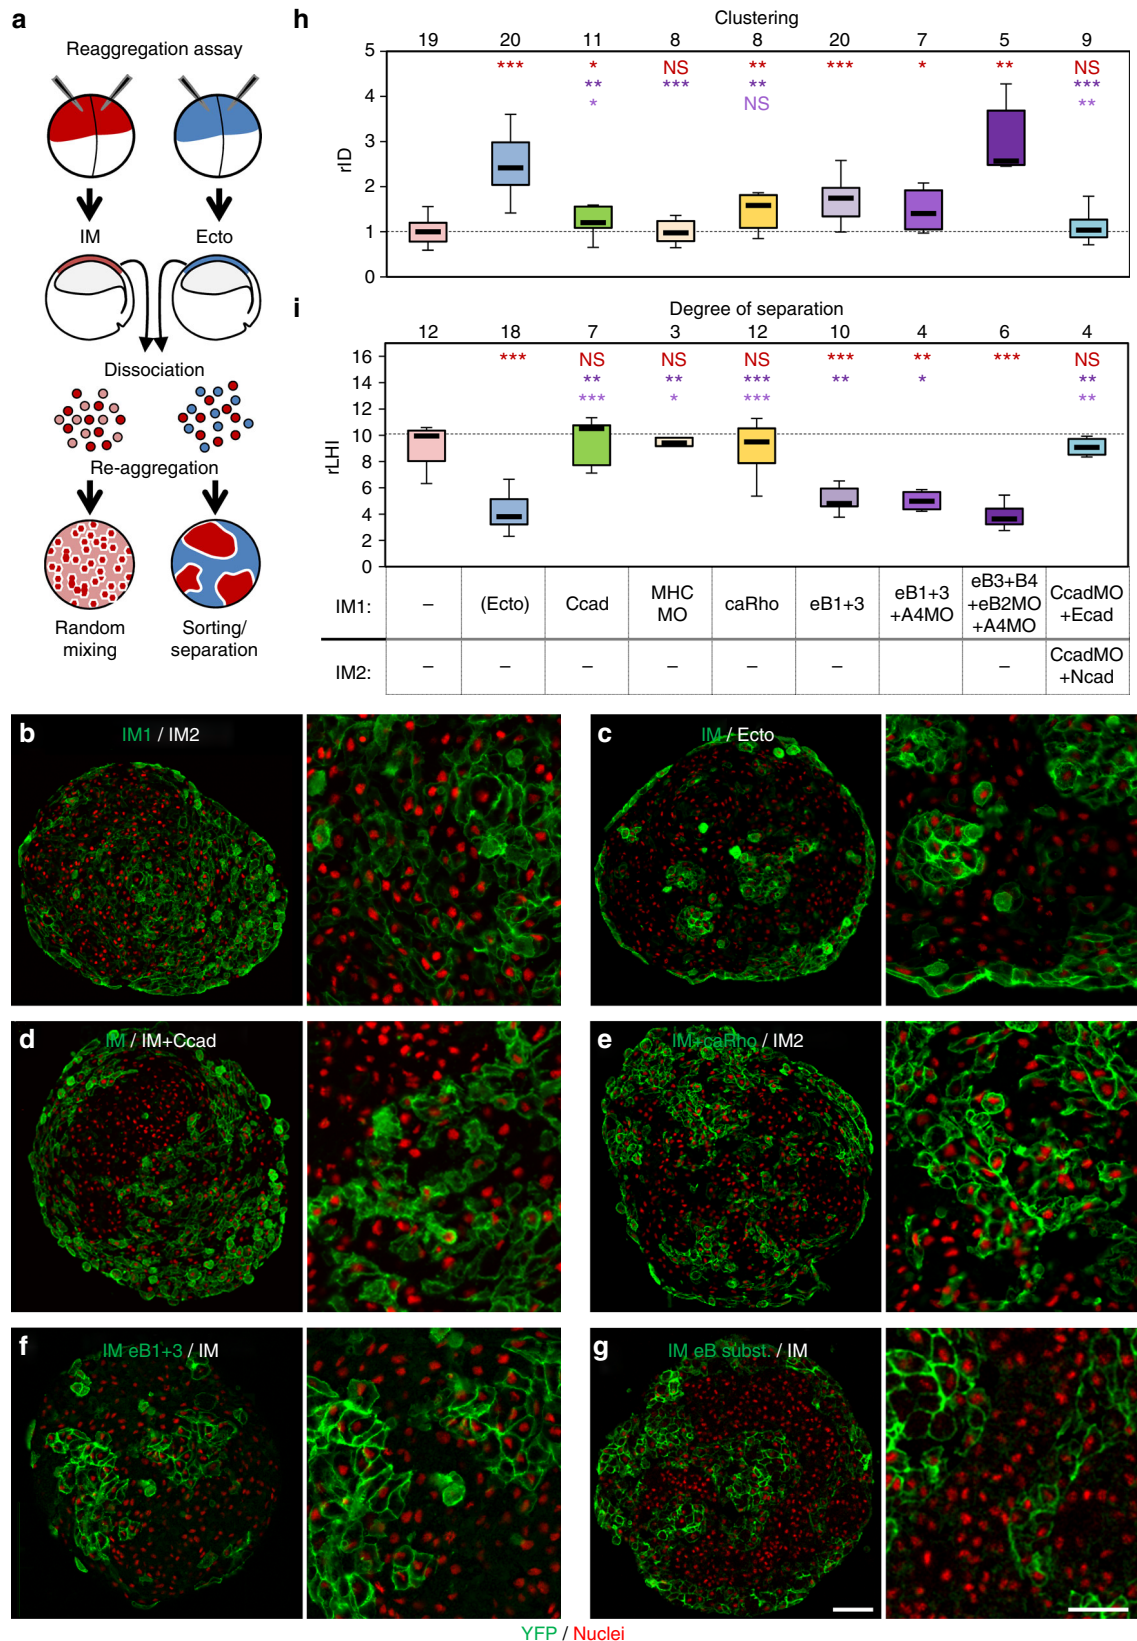 a
Reaggregation assay
IM
Ecto
Dissociation
Re-aggregation
Random
mixing
Sorting/
separation
h
Clustering
19 20 11 8 8 20 7 5 9
rID
5
4
3
2
1
0
*** * NS ** *** * ** NS
** *** ** ***
* NS **
i
Degree of separation
12 18 7 3 12 10 4 6 4
rLHI
16
14
12
10
8
6
4
2
0
*** NS NS NS *** ** *** NS
** ** *** ** * **
*** * *** **
IM1:
–
(Ecto)
Ccad
MHC
MO
caRho
eB1+3
eB1+3
+A4MO
eB3+B4
+eB2MO
+A4MO
CcadMO
+Ecad
IM2:
– – – – – – –
CcadMO
+Ncad
b
IM1 / IM2
c
IM / Ecto
d
IM / IM+Ccad
e
IM+caRho / IM2
f
IM eB1+3 / IM
g
IM eB subst. / IM
YFP / Nuclei